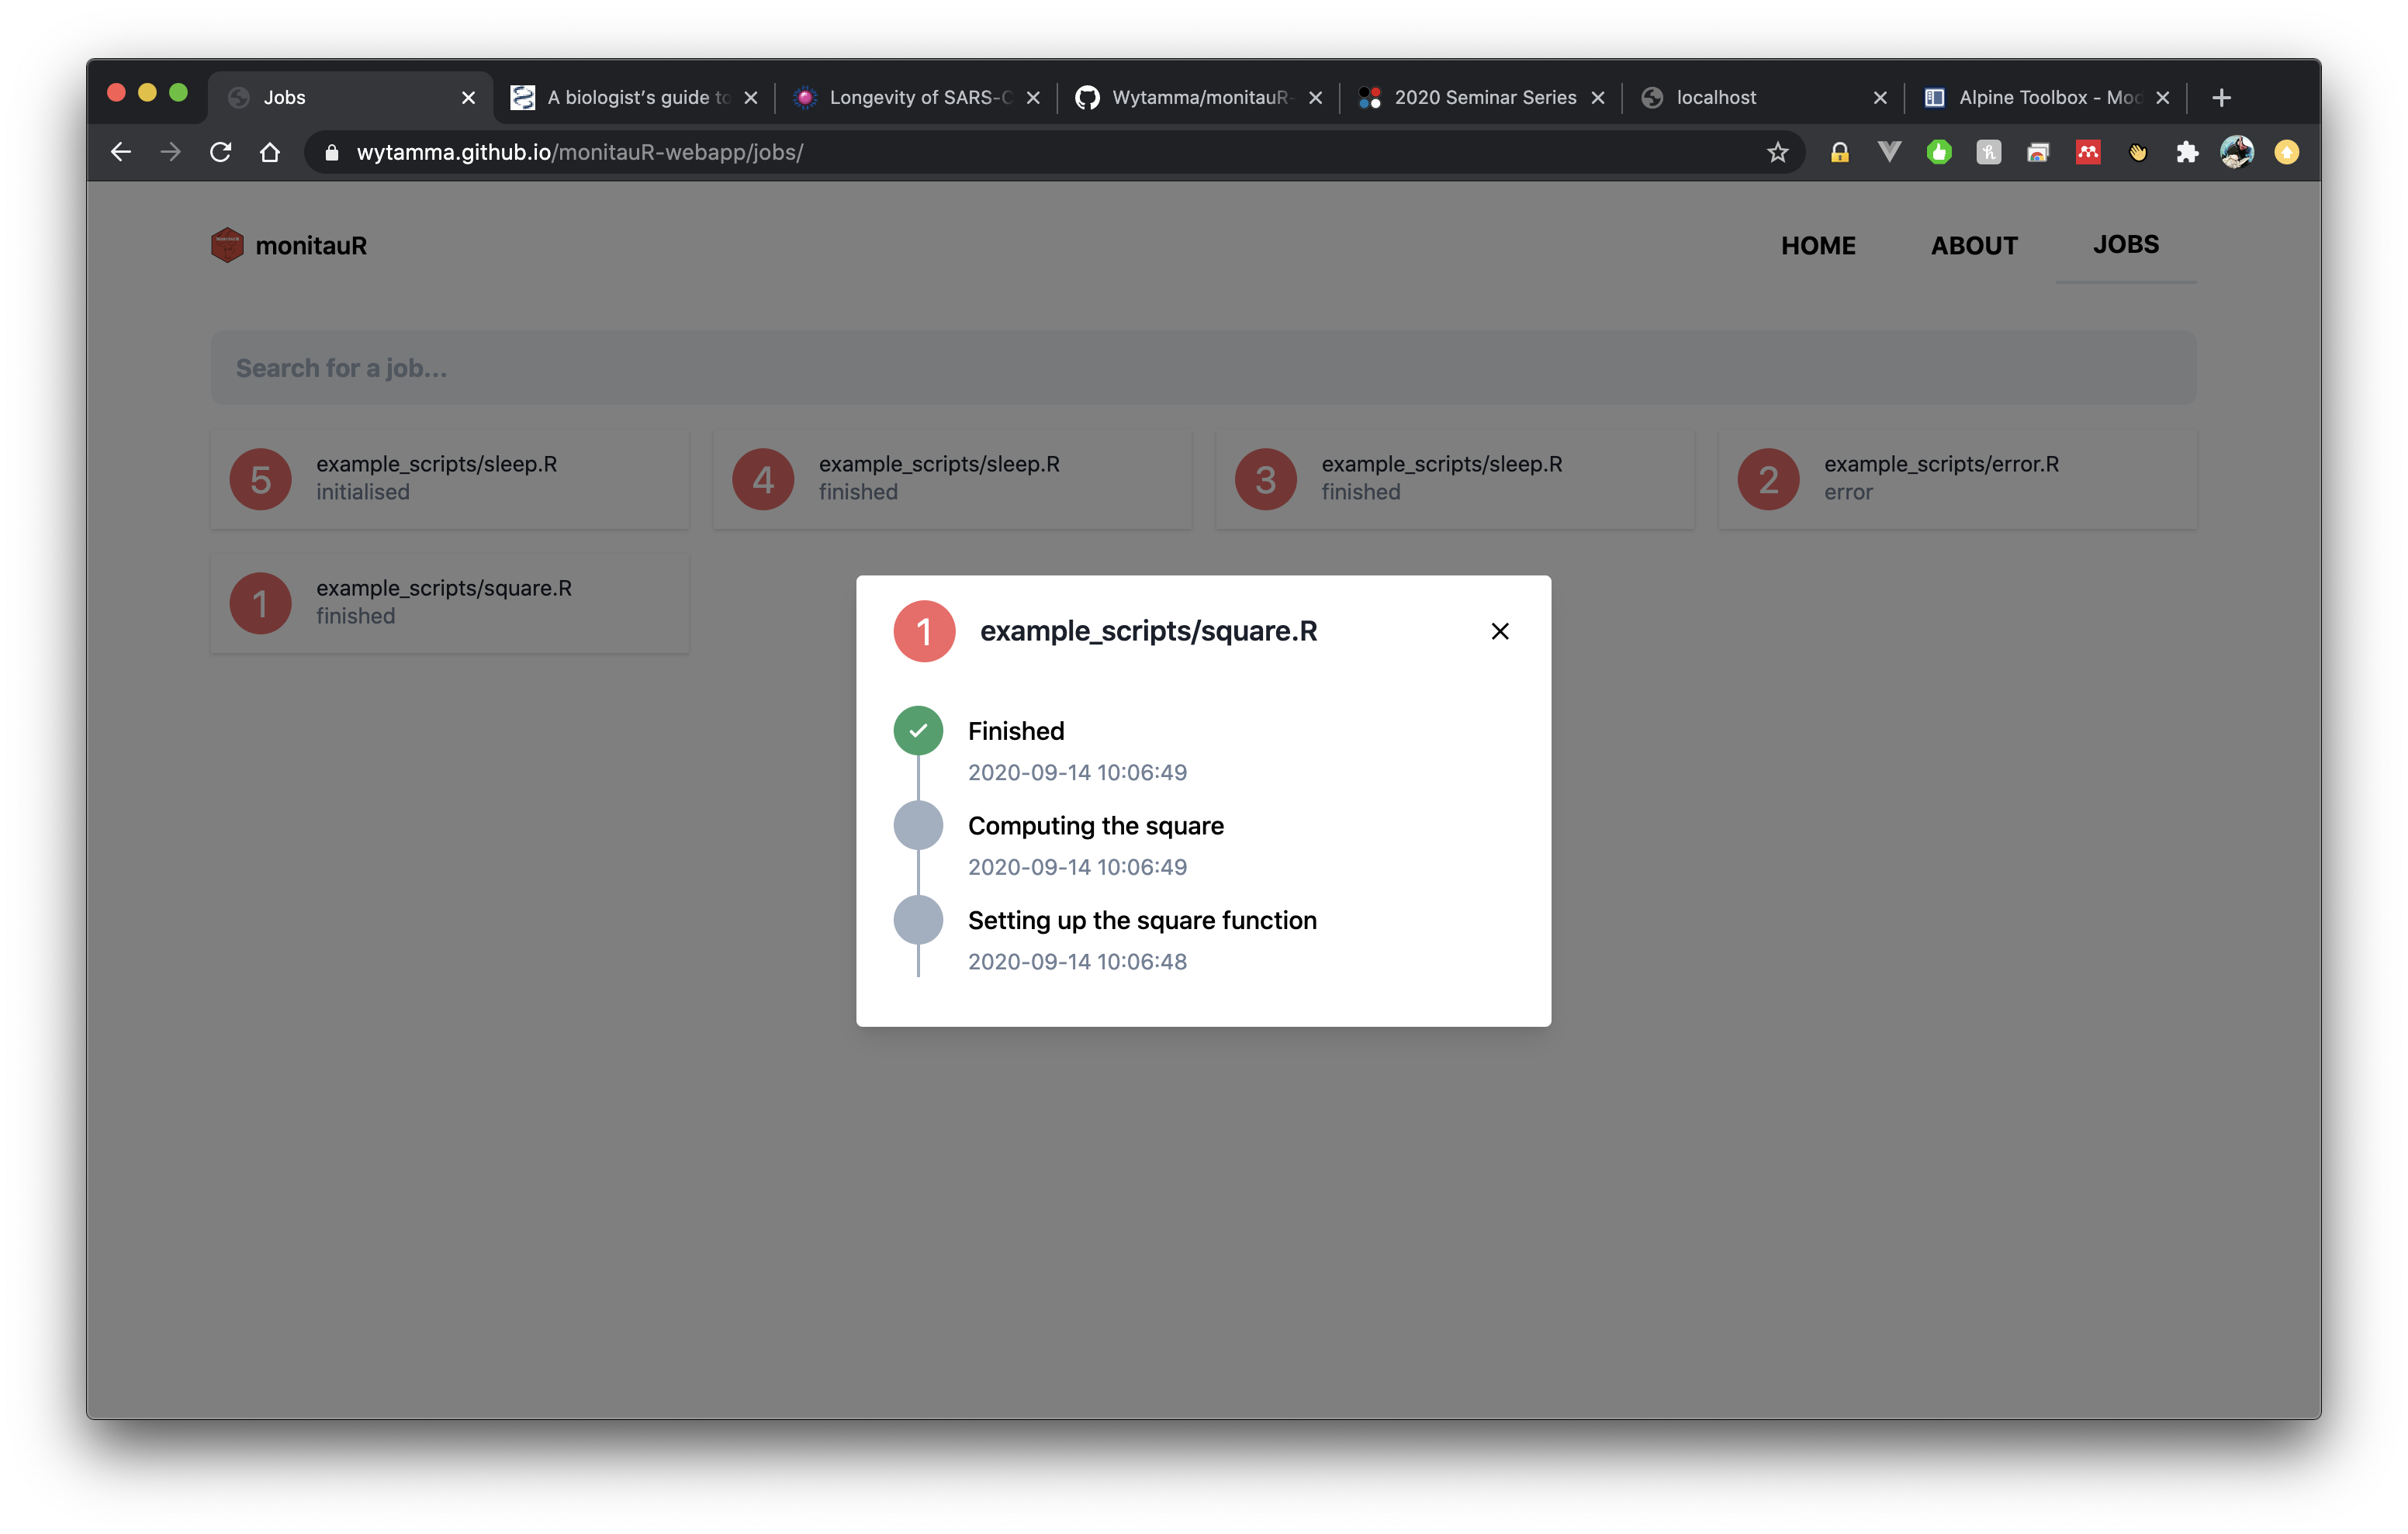 Jobs
A biologist's guide to
Longevity of SARS-C
Wytamma/monitauR-
2020 Seminar Series
localhost
Alpine Toolbox - Moc
wytamma.github.io/monitauR-webapp/jobs/
monitauR
HOME
ABOUT
JOBS
Search for a job...
5
example_scripts/sleep.R
initialised
4
example_scripts/sleep.R
finished
3
example_scripts/sleep.R
finished
2
example_scripts/error.R
error
1
example_scripts/square.R
finished
1
example_scripts/square.R
Finished
2020-09-14 10:06:49
Computing the square
2020-09-14 10:06:49
Setting up the square function
2020-09-14 10:06:48